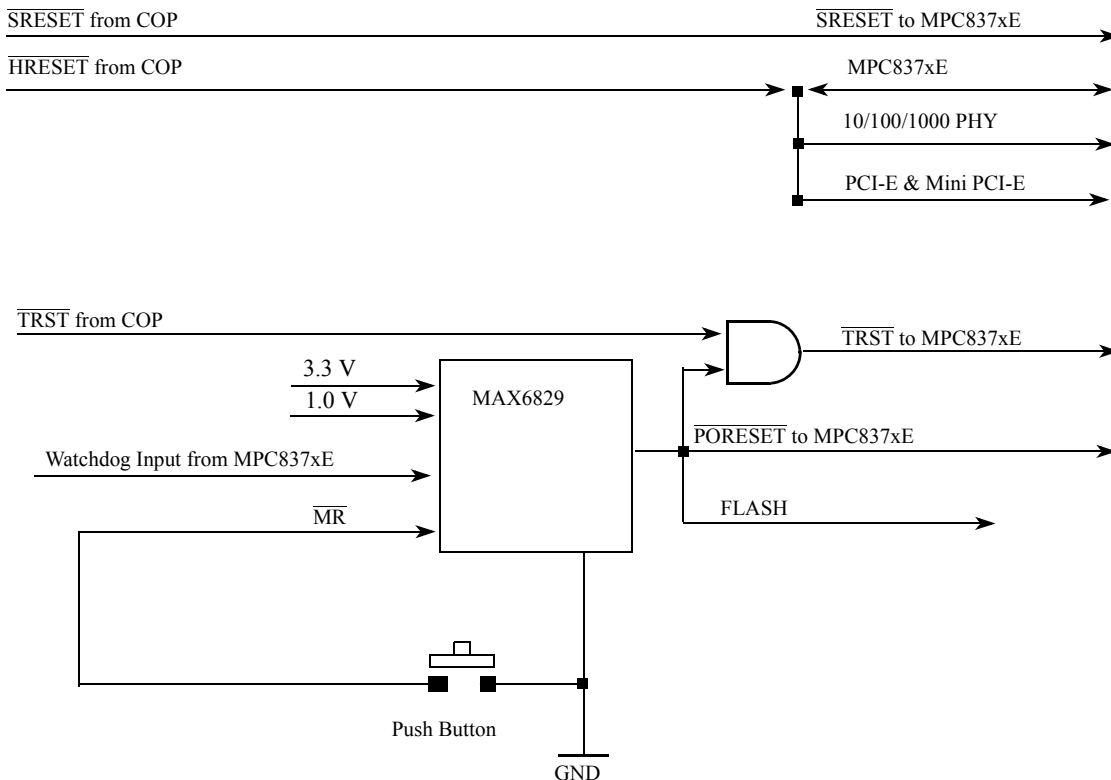 SRESET from COP
SRESET to MPC837xE
HRESET from COP
MPC837xE
10/100/1000 PHY
PCI-E & Mini PCI-E
TRST from COP
TRST to MPC837xE
3.3 V
1.0 V
MAX6829
PORESET to MPC837xE
Watchdog Input from MPC837xE
FLASH
MR
Push Button
GND